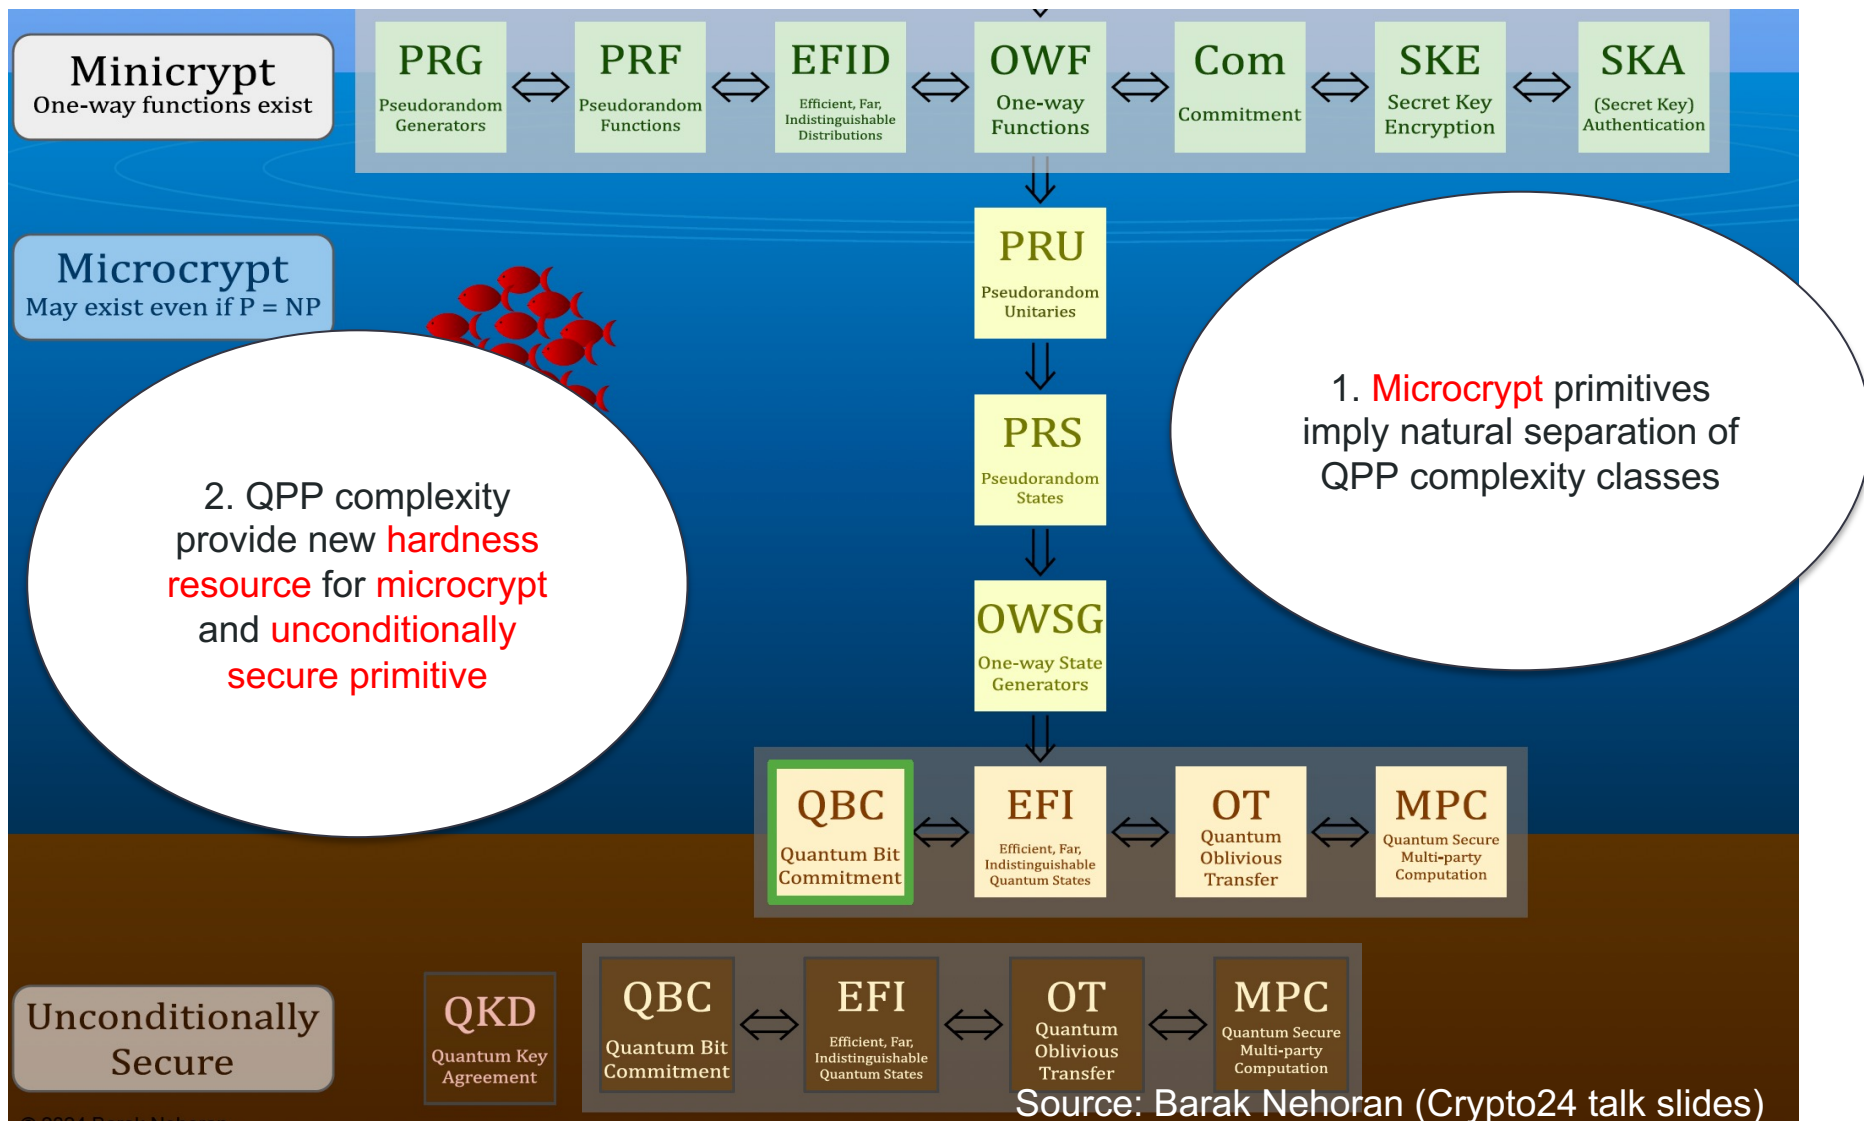 Minicrypt
One-way functions exist
PRG
Pseudorandom
Generators
PRF
Pseudorandom
Functions
EFID
Efficient, Far,
Indistinguishable
Distributions
OWF
One-way
Functions
Com
Commitment
SKE
Secret Key
Encryption
SKA
(Secret Key)
Authentication
Microcrypt
May exist even if P = NP
PRU
Pseudorandom
Unitaries
1. Microcrypt primitives
imply natural separation of
QPP complexity classes
2. QPP complexity
provide new hardness
resource for microcrypt
and unconditionally
secure primitive
PRS
Pseudorandom
States
OWSG
One-way State
Generators
QBC
Quantum Bit
Commitment
EFI
Efficient, Far,
Indistinguishable
Quantum States
OT
Quantum
Oblivious
Transfer
MPC
Quantum Secure
Multi-party
Computation
Unconditionally
Secure
QKD
Quantum Key
Agreement
QBC
Quantum Bit
Commitment
EFI
Efficient, Far,
Indistinguishable
Quantum States
OT
Quantum
Oblivious
Transfer
MPC
Quantum Secure
Multi-party
Computation
Source: Barak Nehoran (Crypto24 talk slides)